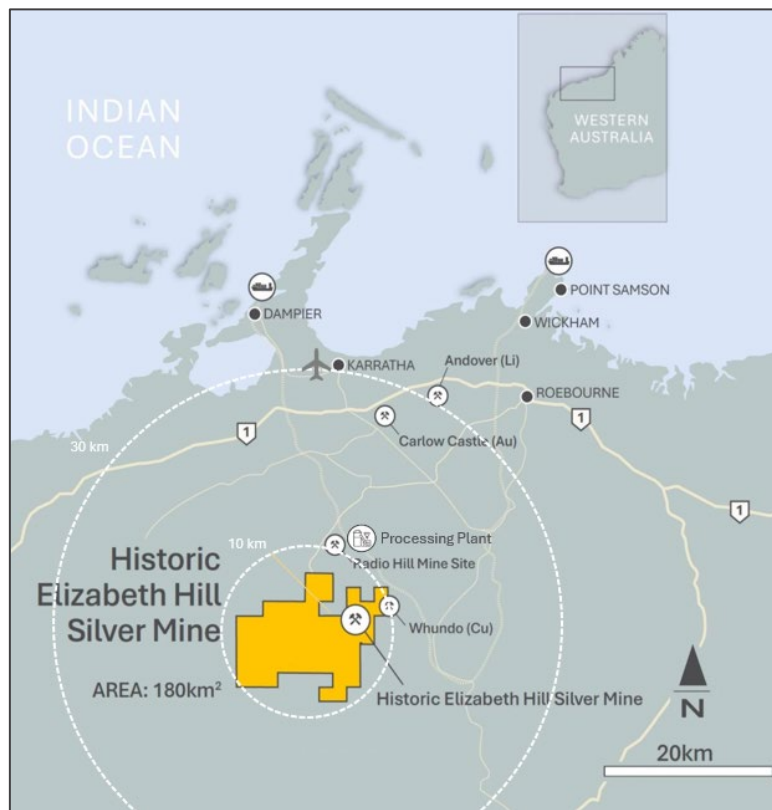 INDIAN
OCEAN
WESTERN
AUSTRALIA
POINT SAMSON
DAMPIER
WICKHAM
Andover (Li)
KARRATHA
ROEBOURNE
Carlow Castle (Au)
1
1
30 km
1
Processing Plant
10 km
Radio Hill Mine Site
Historic
Elizabeth Hill
Silver Mine
Whundo (Cu)
AREA: 180km²
Historic Elizabeth Hill Silver Mine
N
20km